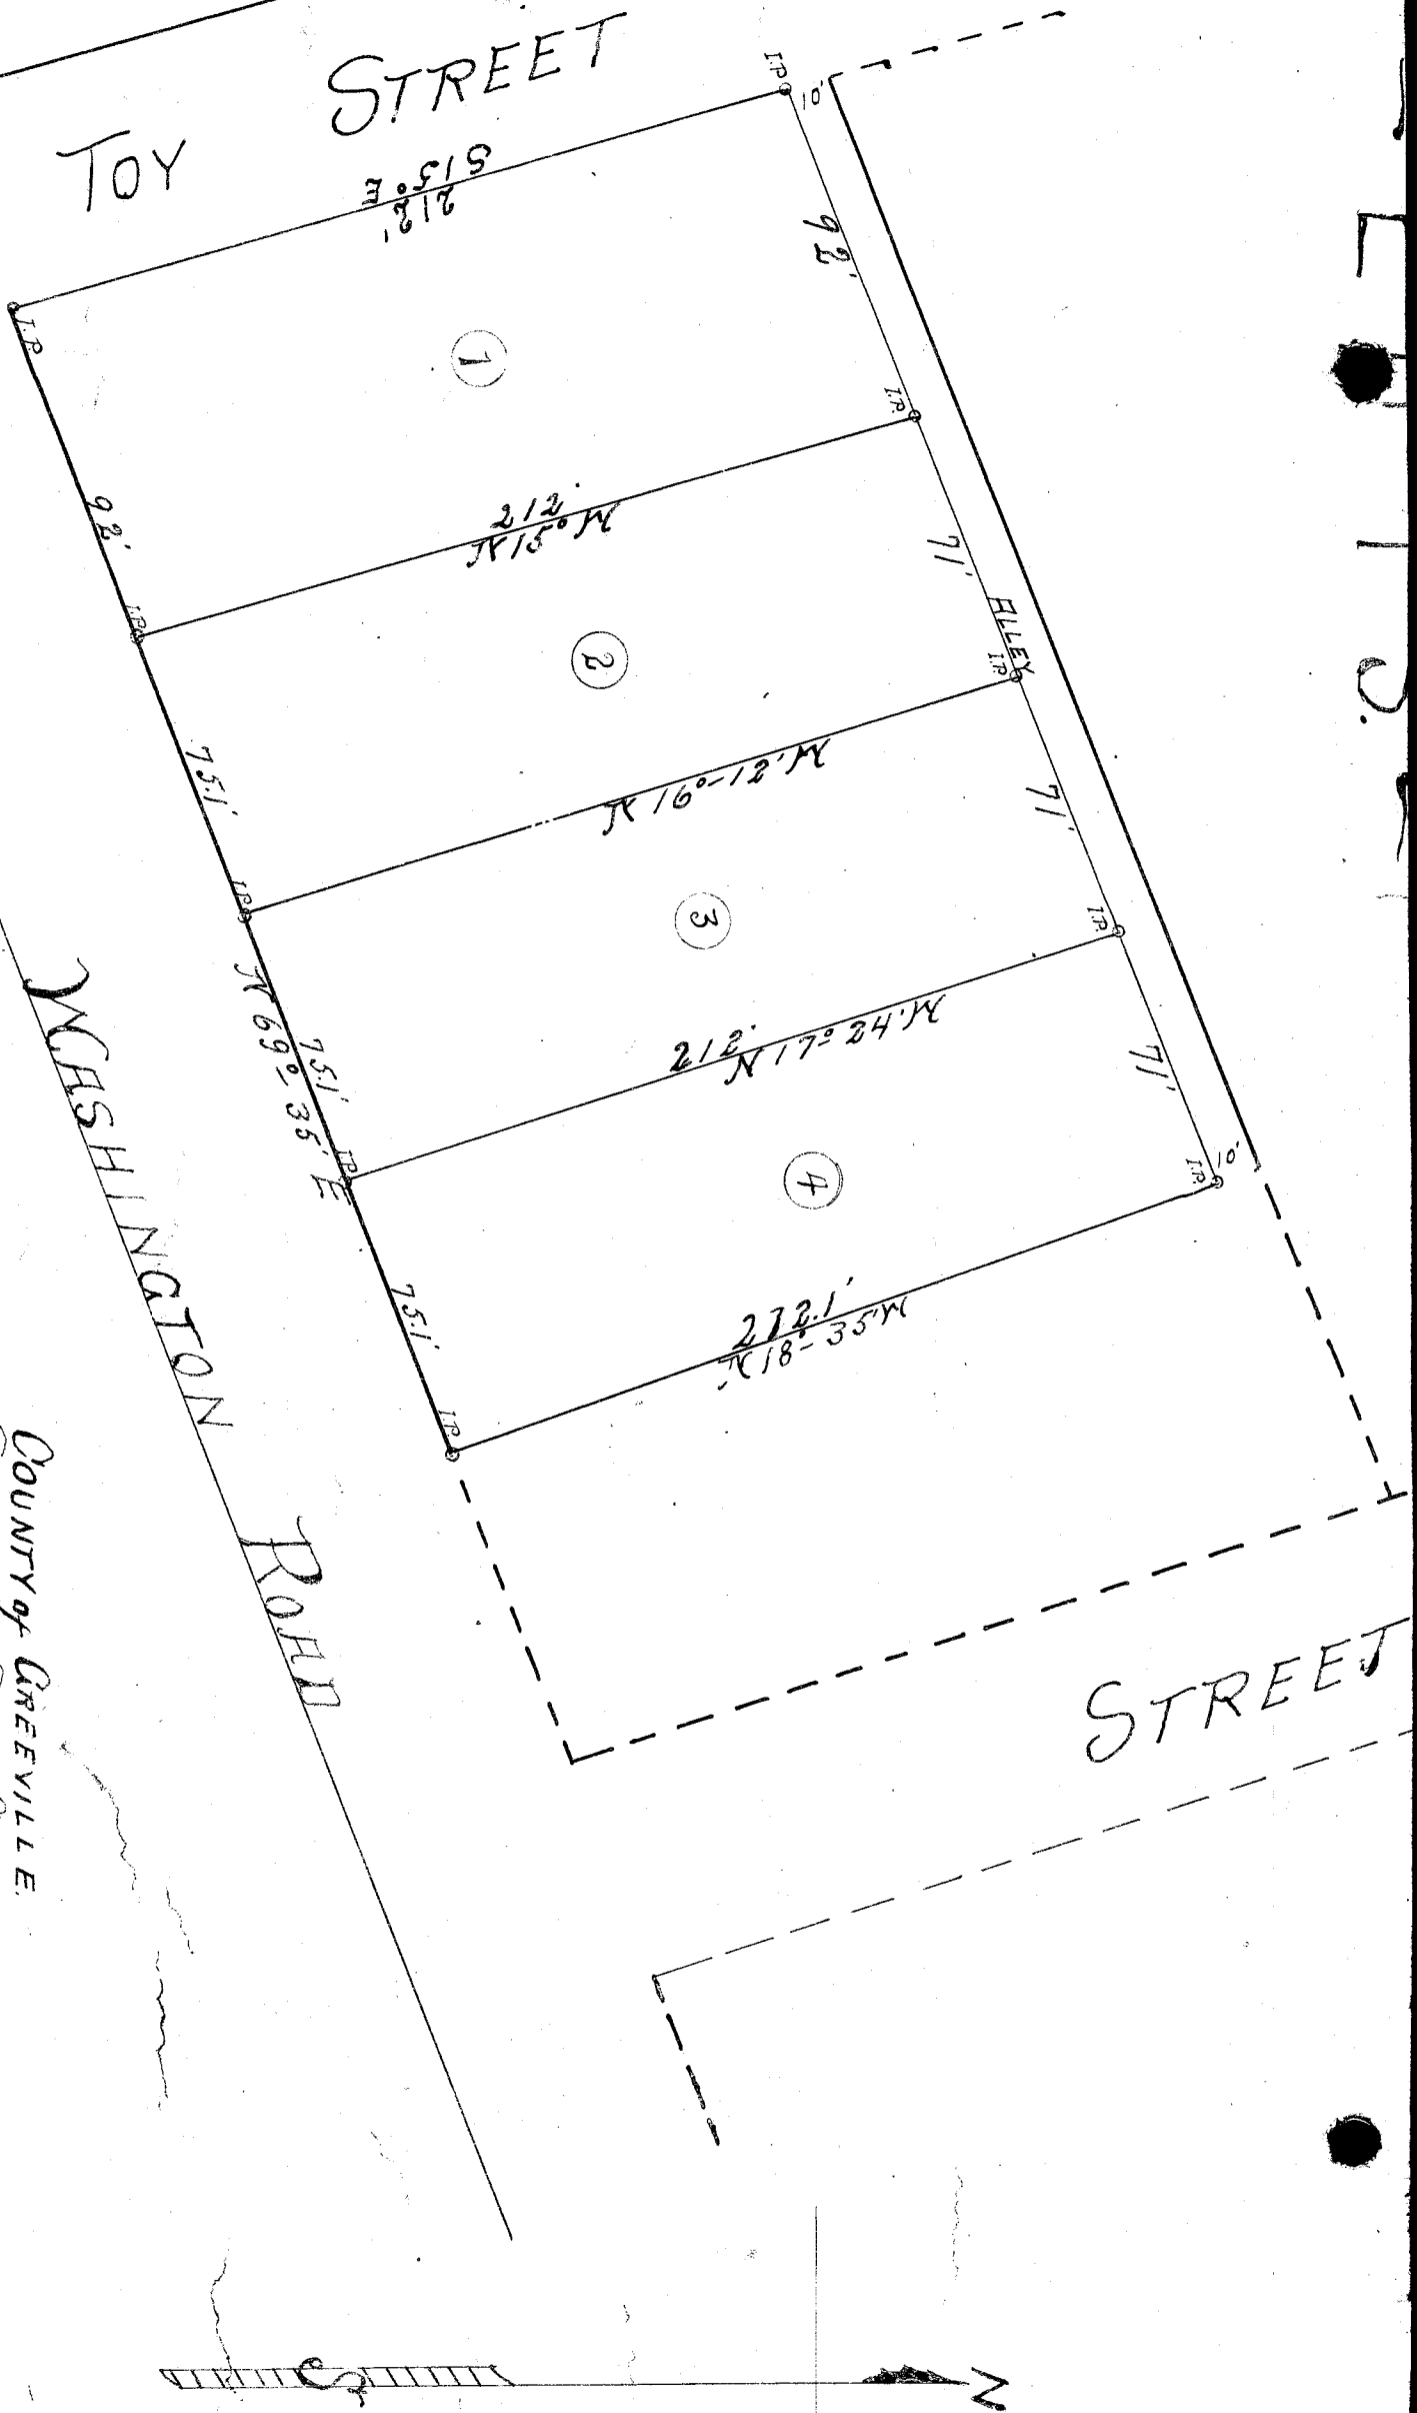 TOY STREET
I.P.
10'
S 15° E
212'
92'
1
I.P.
I.P.
92'
212'
N 15° W
71'
ALLEY
2
I.P.
I.P.
75.1'
N 16°-12' W
71'
3
I.P.
I.P.
75.1'
N 69°-35' E
212'
N 17°-24' W
71'
4
I.P.
I.P.
10'
75.1'
212.1'
N 18°-35' W
I.P.
I.P.
WASHINGTON ROAD
STREET
COUNTY of GREEVILLE.
N